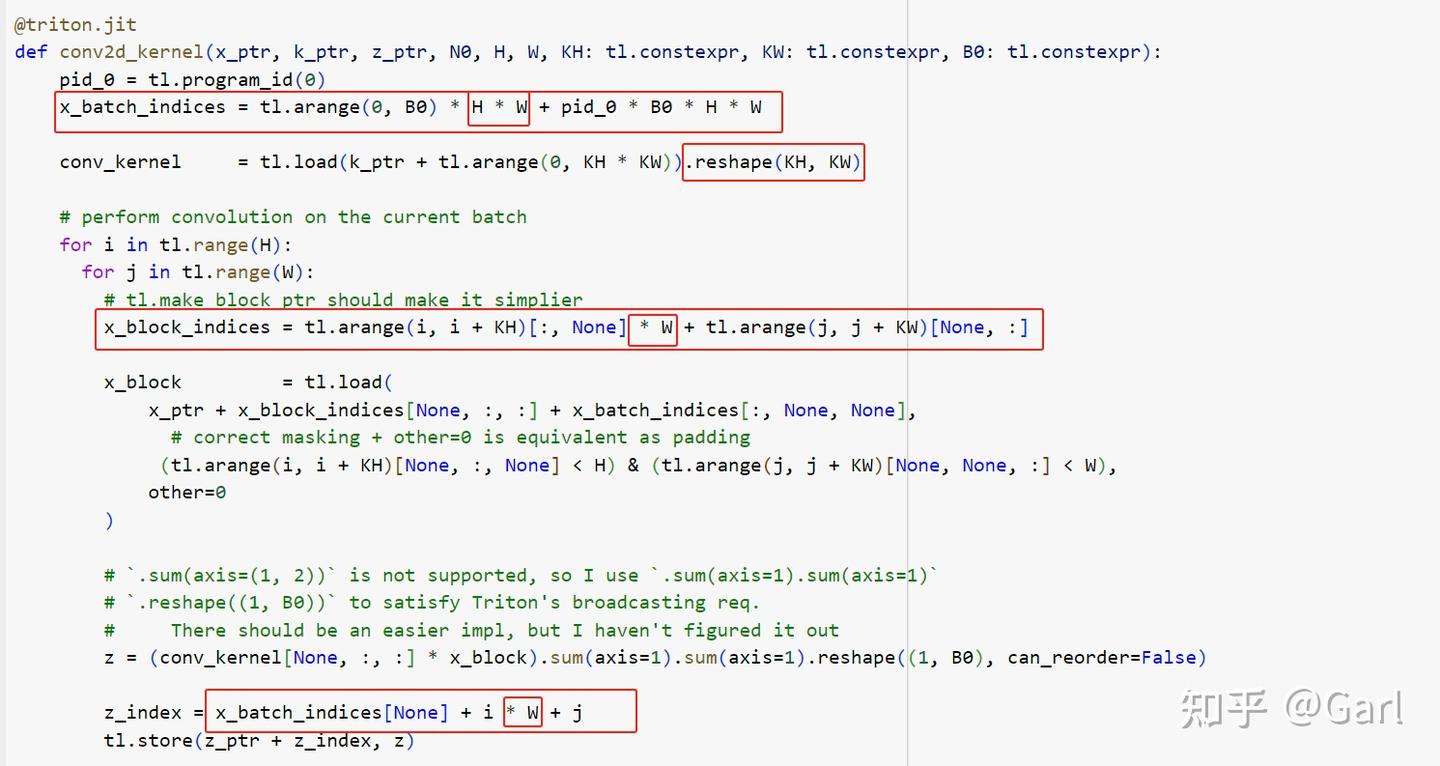 @triton.jit
def conv2d_kernel(x_ptr, k_ptr, z_ptr, N0, H, W, KH: tl.constexpr, KW: tl.constexpr, B0: tl.constexpr):
    pid_0 = tl.program_id(0)
    x_batch_indices = tl.arange(0, B0) * H * W + pid_0 * B0 * H * W
    conv_kernel     = tl.load(k_ptr + tl.arange(0, KH * KW)).reshape(KH, KW)
    # perform convolution on the current batch
    for i in tl.range(H):
      for j in tl.range(W):
        # tl.make block ptr should make it simplier
        x_block_indices = tl.arange(i, i + KH)[:, None] * W + tl.arange(j, j + KW)[None, :]
        x_block         = tl.load(
            x_ptr + x_block_indices[None, :, :] + x_batch_indices[:, None, None],
              # correct masking + other=0 is equivalent as padding
             (tl.arange(i, i + KH)[None, :, None] < H) & (tl.arange(j, j + KW)[None, None, :] < W),
            other=0
        )
        # `.sum(axis=(1, 2))` is not supported, so I use `.sum(axis=1).sum(axis=1)`
        # `.reshape((1, B0))` to satisfy Triton's broadcasting req.
        #     There should be an easier impl, but I haven't figured it out
        z = (conv_kernel[None, :, :] * x_block).sum(axis=1).sum(axis=1).reshape((1, B0), can_reorder=False)
        z_index = x_batch_indices[None] + i * W + j
        tl.store(z_ptr + z_index, z)
知乎 @Garl